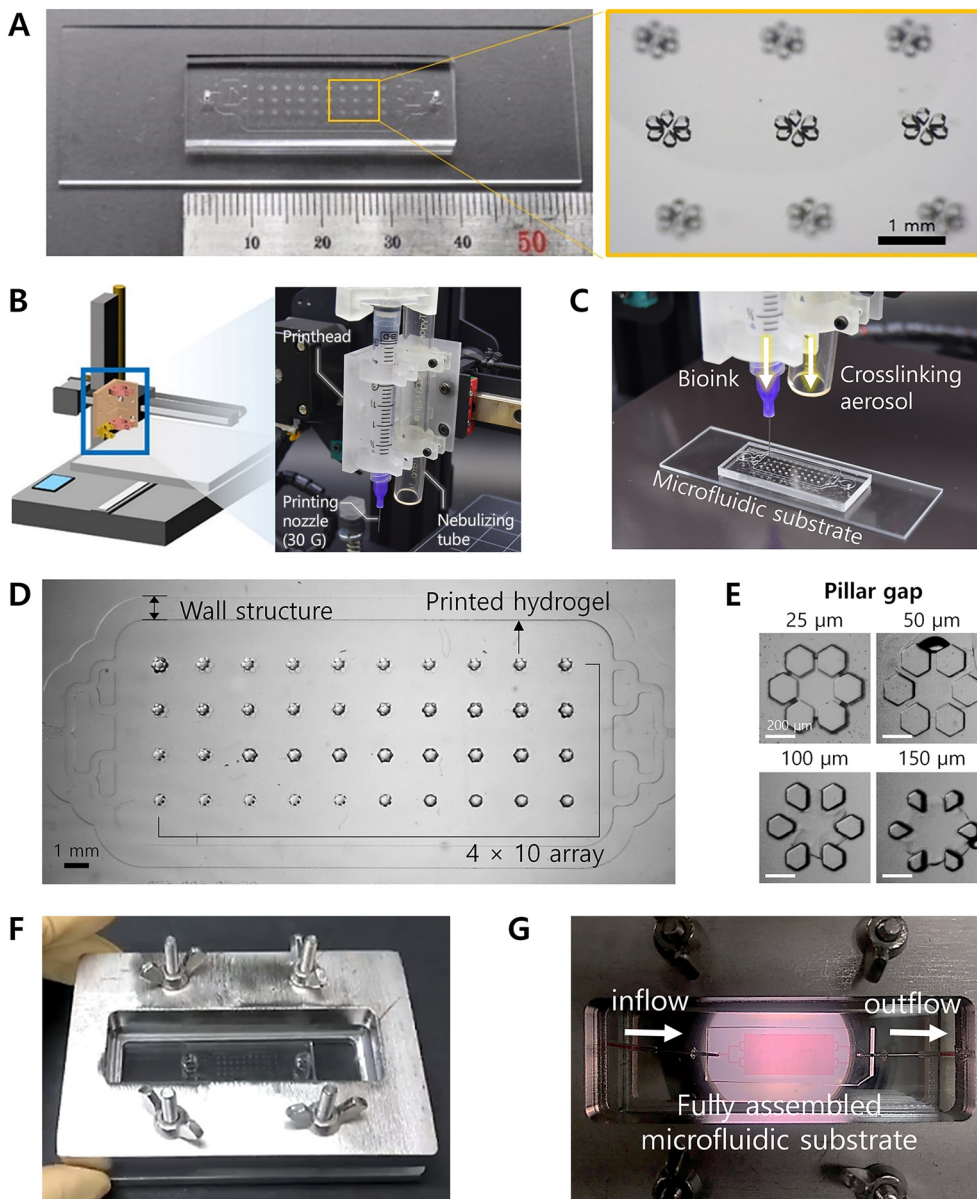 A
10
20
30
40
50
1 mm
B
Printhead
Printing
nozzle
(30 G)
Nebulizing
tube
C
Bioink
Crosslinking
aerosol
Microfluidic substrate
D
Wall structure
Printed hydrogel
1 mm
4 × 10 array
E
Pillar gap
25 µm
50 µm
200 µm
100 µm
150 µm
F
G
inflow
outflow
Fully assembled
microfluidic substrate